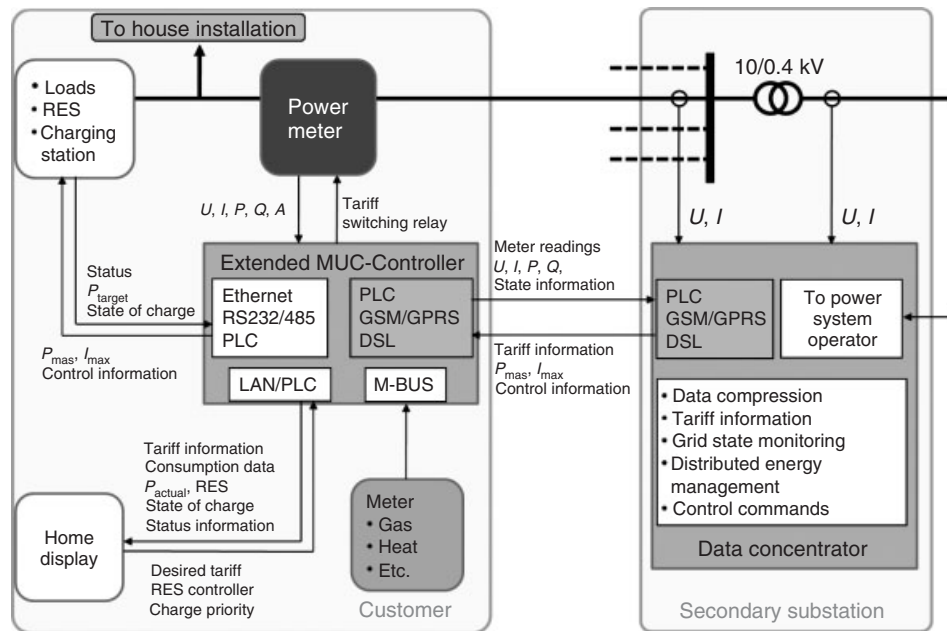 To house installation
• Loads
• RES
• Charging
station
Power
meter
10/0.4 kV
U, I, P, Q, A
Tariff
switching relay
U, I
U, I
Status
P_target
State of charge
P_mas, I_max
Control information
Extended MUC-Controller
Ethernet
RS232/485
PLC
PLC
GSM/GPRS
DSL
LAN/PLC
M-BUS
Meter readings
U, I, P, Q,
State information
Tariff information
P_mas, I_max
Control information
PLC
GSM/GPRS
DSL
To power
system
operator
• Data compression
• Tariff information
• Grid state monitoring
• Distributed energy
management
• Control commands
Data concentrator
Tariff information
Consumption data
P_actual, RES
State of charge
Status information
Home
display
Desired tariff
RES controller
Charge priority
Meter
• Gas
• Heat
• Etc.
Customer
Secondary substation